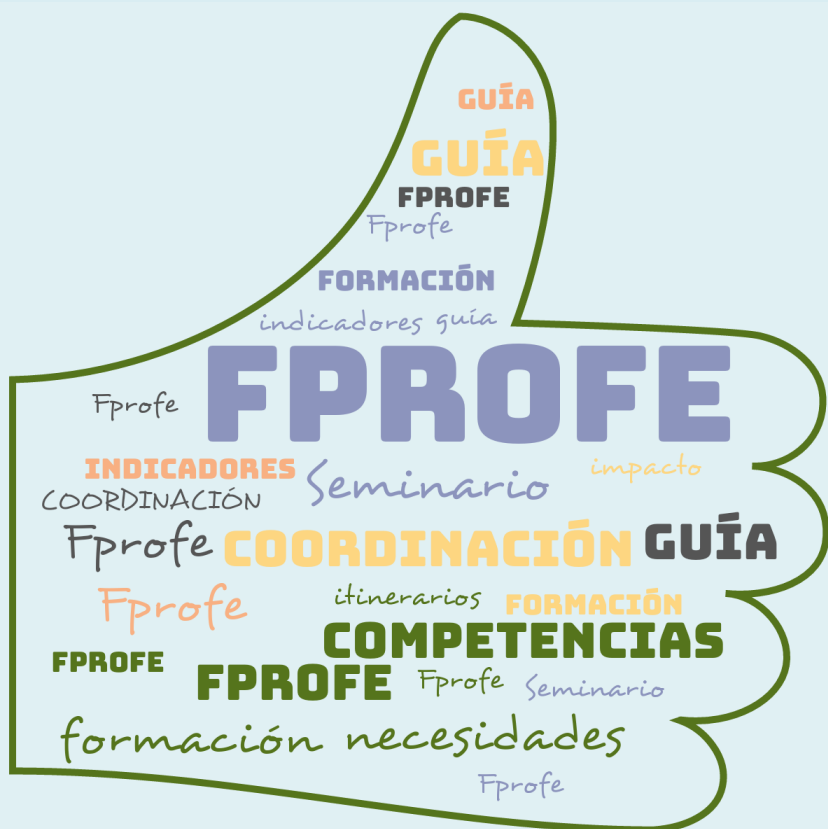 GUÍA
GUÍA
FPROFE
Fprofe
FORMACIÓN
indicadores guía
FPROFE
Fprofe
INDICADORES Seminario impacto
COORDINACIÓN
Fprofe COORDINACIÓN GUÍA
Fprofe itinerarios FORMACIÓN
COMPETENCIAS
FPROFE
FPROFE Fprofe Seminario
formación necesidades
Fprofe